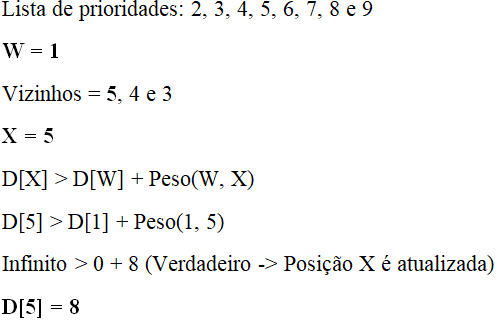 Lista de prioridades: 2, 3, 4, 5, 6, 7, 8 e 9
W = 1
Vizinhos = 5, 4 e 3
X = 5
D[X] > D[W] + Peso(W, X)
D[5] > D[1] + Peso(1, 5)
Infinito > 0 + 8 (Verdadeiro -> Posição X é atualizada)
D[5] = 8